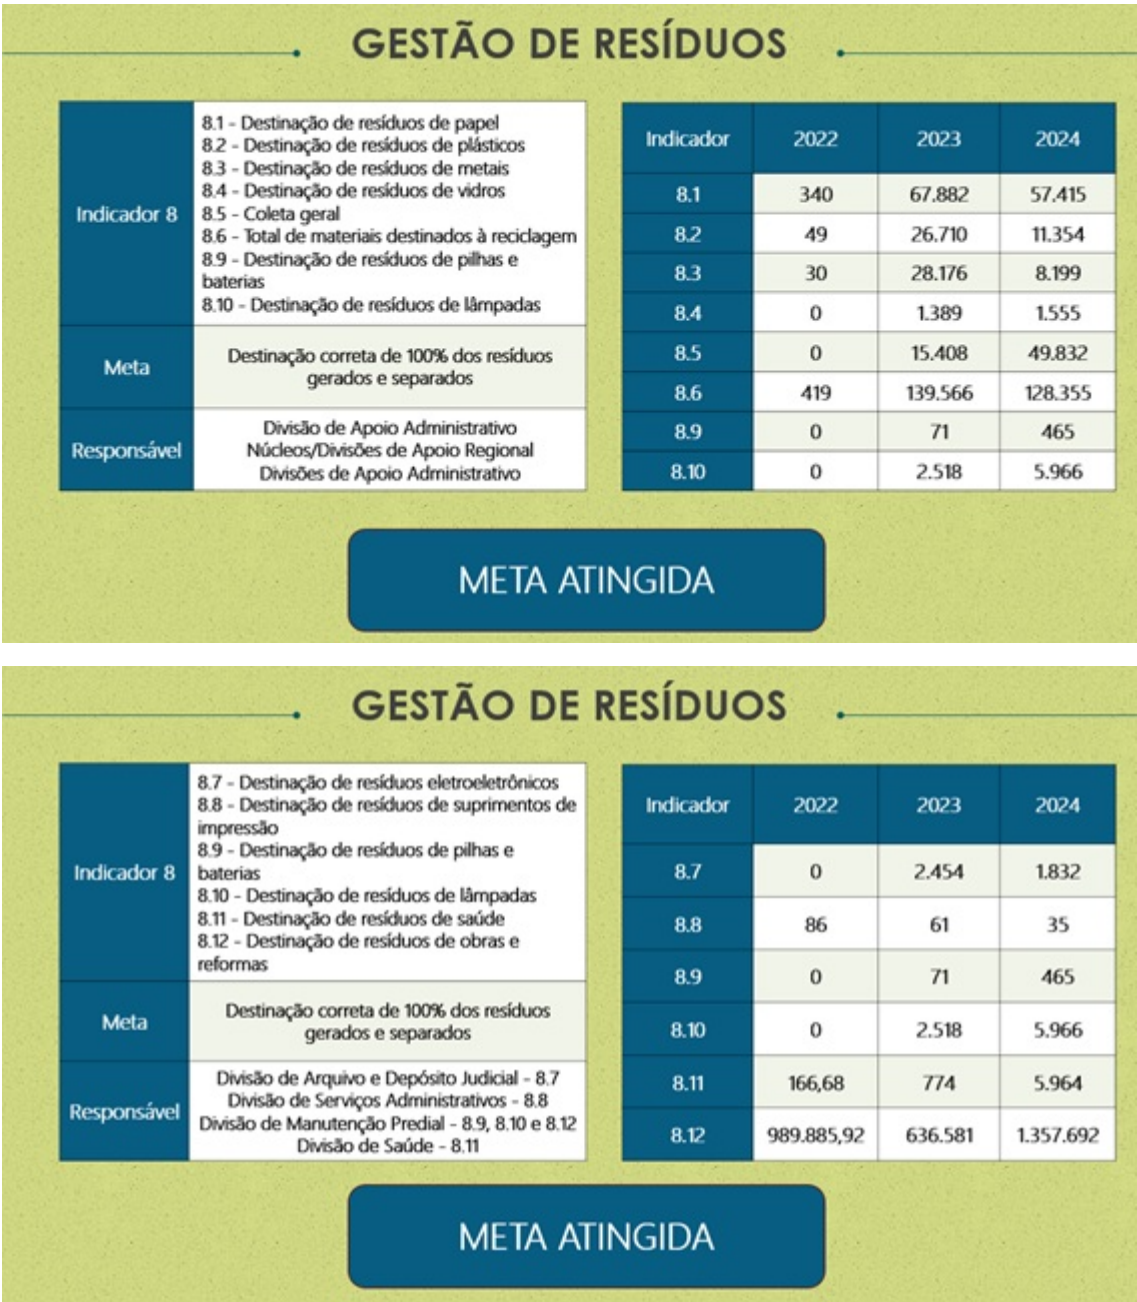 GESTÃO DE RESÍDUOS
Indicador 8
8.1 - Destinação de resíduos de papel
8.2 - Destinação de resíduos de plásticos
8.3 - Destinação de resíduos de metais
8.4 - Destinação de resíduos de vidros
8.5 - Coleta geral
8.6 - Total de materiais destinados à reciclagem
8.9 - Destinação de resíduos de pilhas e
baterias
8.10 - Destinação de resíduos de lâmpadas
Meta
Destinação correta de 100% dos resíduos
gerados e separados
Responsável
Divisão de Apoio Administrativo
Núcleos/Divisões de Apoio Regional
Divisões de Apoio Administrativo
Indicador 2022 2023 2024
8.1 340 67.882 57.415
8.2 49 26.710 11.354
8.3 30 28.176 8.199
8.4 0 1.389 1.555
8.5 0 15.408 49.832
8.6 419 139.566 128.355
8.9 0 71 465
8.10 0 2.518 5.966
META ATINGIDA
GESTÃO DE RESÍDUOS
Indicador 8
8.7 - Destinação de resíduos eletroeletrônicos
8.8 - Destinação de resíduos de suprimentos de
impressão
8.9 - Destinação de resíduos de pilhas e
baterias
8.10 - Destinação de resíduos de lâmpadas
8.11 - Destinação de resíduos de saúde
8.12 - Destinação de resíduos de obras e
reformas
Meta
Destinação correta de 100% dos resíduos
gerados e separados
Responsável
Divisão de Arquivo e Depósito Judicial - 8.7
Divisão de Serviços Administrativos - 8.8
Divisão de Manutenção Predial - 8.9, 8.10 e 8.12
Divisão de Saúde - 8.11
Indicador 2022 2023 2024
8.7 0 2.454 1.832
8.8 86 61 35
8.9 0 71 465
8.10 0 2.518 5.966
8.11 166,68 774 5.964
8.12 989.885,92 636.581 1.357.692
META ATINGIDA